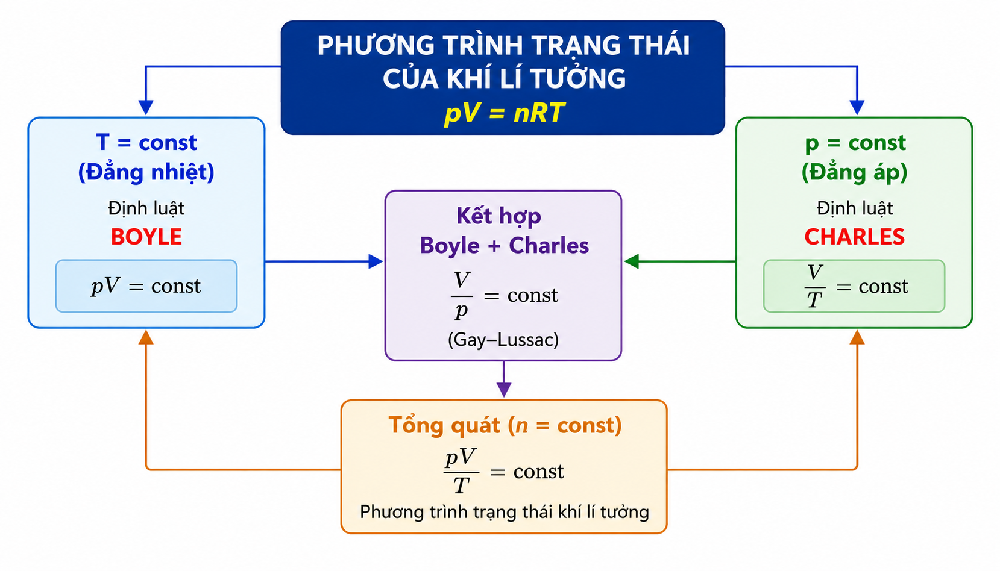 PHƯƠNG TRÌNH TRẠNG THÁI
CỦA KHÍ LÍ TƯỞNG
pV = nRT
T = const
(Đẳng nhiệt)
Định luật
BOYLE
pV = const
p = const
(Đẳng áp)
Định luật
CHARLES
V/T = const
Kết hợp
Boyle + Charles
V/p = const
(Gay–Lussac)
Tổng quát (n = const)
pV/T = const
Phương trình trạng thái khí lí tưởng